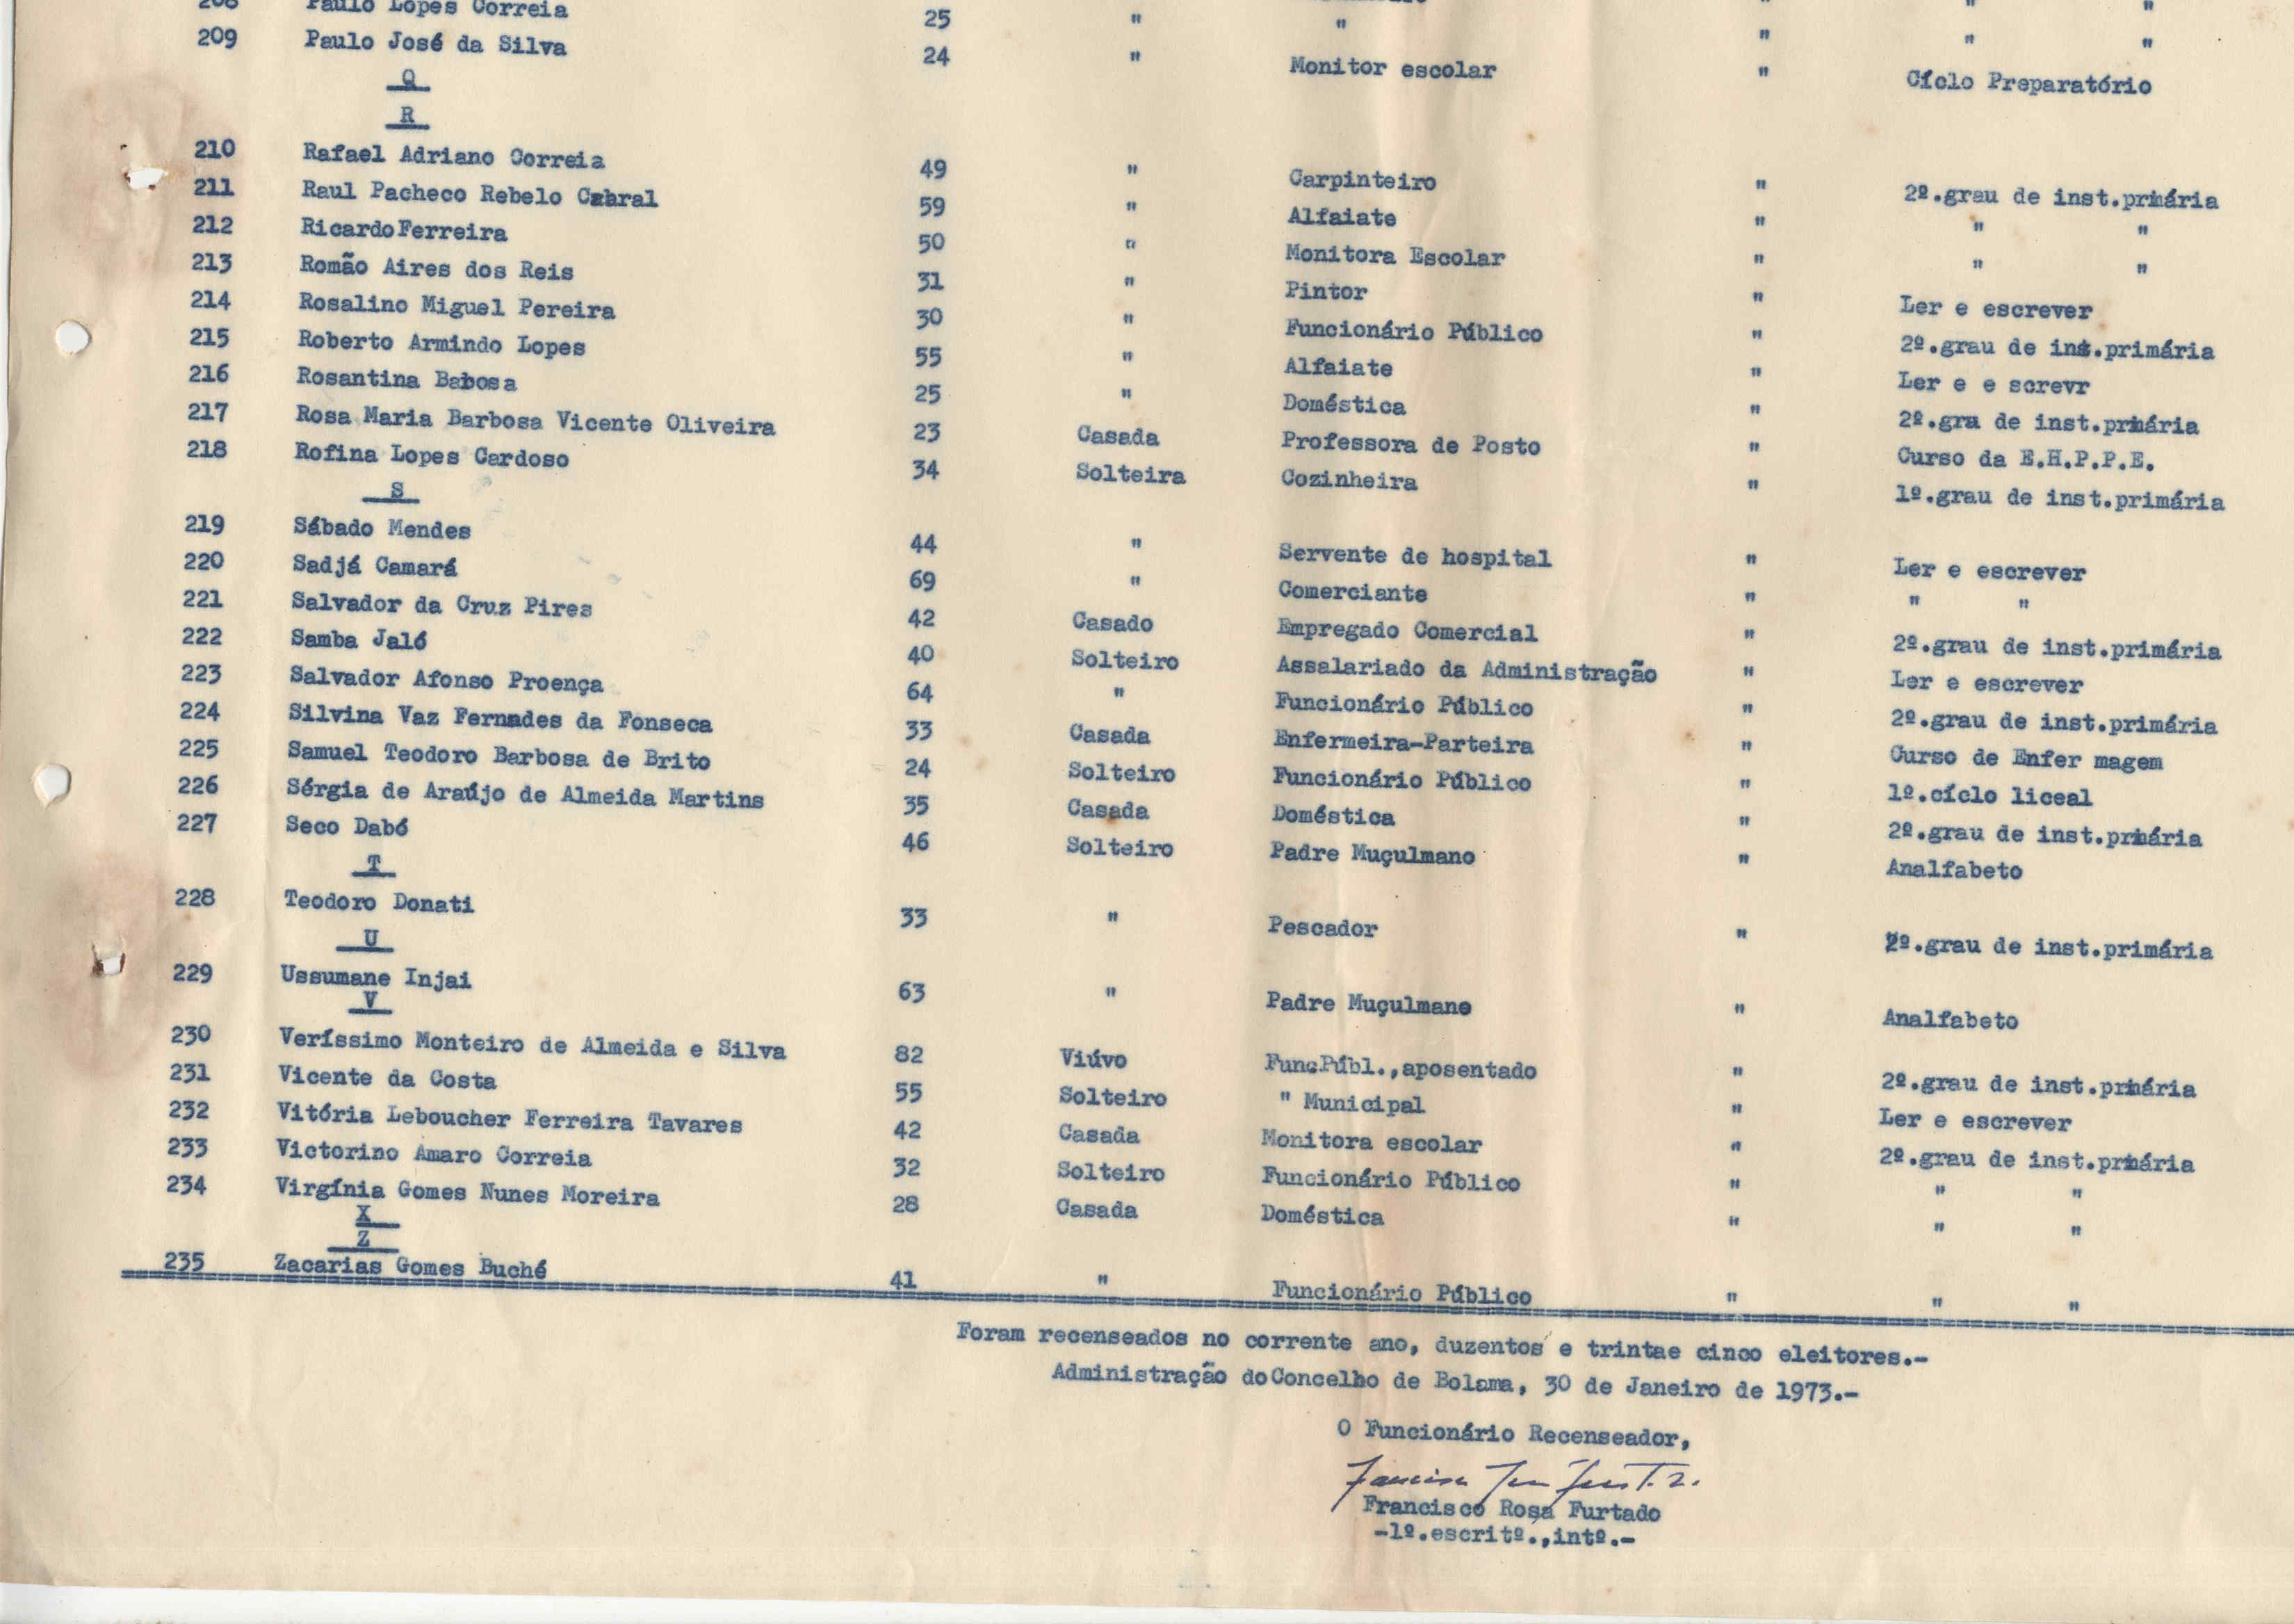 208 Paulo Lopes Correia 25 " " " " "
209 Paulo José da Silva 24 " Monitor escolar " Cíclo Preparatório
Q
R
210 Rafael Adriano Correia 49 " Carpinteiro " 2º.grau de inst.primária
211 Raul Pacheco Rebelo Cabral 59 " Alfaiate " " "
212 RicardoFerreira 50 " Monitora Escolar " " "
213 Romão Aires dos Reis 31 " Pintor " Ler e escrever
214 Rosalino Miguel Pereira 30 " Funcionário Público " 2º.grau de inst.primária
215 Roberto Armindo Lopes 55 " Alfaiate " Ler e e screvr
216 Rosantina Babosa 25 " Doméstica " 2º.gra de inst.primária
217 Rosa Maria Barbosa Vicente Oliveira 23 Casada Professora de Posto " Curso da E.H.P.P.E.
218 Rofina Lopes Cardoso 34 Solteira Cozinheira " 1º.grau de inst.primária
S
219 Sábado Mendes 44 " Servente de hospital " Ler e escrever
220 Sadjá Camará 69 " Comerciante " " "
221 Salvador da Cruz Pires 42 Casado Empregado Comercial " 2º.grau de inst.primária
222 Samba Jaló 40 Solteiro Assalariado da Administração " Ler e escrever
223 Salvador Afonso Proença 64 " Funcionário Público " 2º.grau de inst.primária
224 Silvina Vaz Fernades da Fonseca 33 Casada Enfermeira-Parteira " Curso de Enfer magem
225 Samuel Teodoro Barbosa de Brito 24 Solteiro Funcionário Público " 1º.cíclo liceal
226 Sérgia de Araújo de Almeida Martins 35 Casada Doméstica " 2º.grau de inst.primária
227 Seco Dabó 46 Solteiro Padre Muçulmano " Analfabeto
T
228 Teodoro Donati 33 " Pescador " 2º.grau de inst.primária
U
229 Ussumane Injai 63 " Padre Muçulmano " Analfabeto
V
230 Veríssimo Monteiro de Almeida e Silva 82 Viúvo Func.Públ.,aposentado " 2º.grau de inst.primária
231 Vicente da Costa 55 Solteiro " Municipal " Ler e escrever
232 Vitória Leboucher Ferreira Tavares 42 Casada Monitora escolar " 2º.grau de inst.primária
233 Victorino Amaro Correia 32 Solteiro Funcionário Público " " "
234 Virgínia Gomes Nunes Moreira 28 Casada Doméstica " " "
X
Z
235 Zacarias Gomes Buché 41 " Funcionário Público " " "
Foram recenseados no corrente ano, duzentos e trintae cinco eleitores.-
Administração doConcelho de Bolama, 30 de Janeiro de 1973.-
O Funcionário Recenseador,
Francisco Rosa Furtado
-1º.escritº.,intº.-